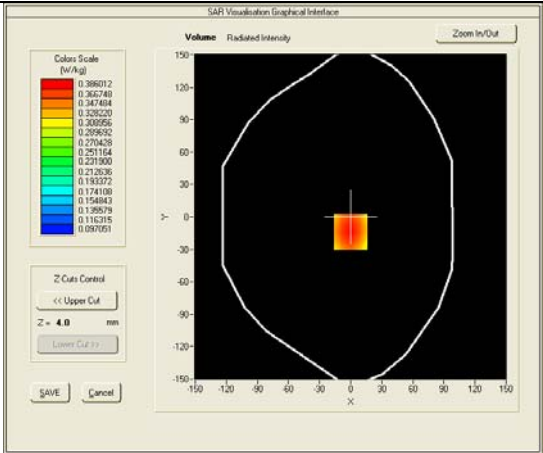 SAR Visualisation Graphical Interface
Volume Radiated Intensity
Zoom In/Out
Colors Scale
(W/kg)
0.386012
0.366748
0.347484
0.328220
0.308956
0.289692
0.270428
0.251164
0.231900
0.212636
0.193372
0.174108
0.154843
0.135579
0.116315
0.097051
Z-Cuts Control
<< Upper Cut
Z = 4.0 mm
Lower Cut >>
SAVE Cancel
150-
120-
90-
60-
30-
0-
-30-
-60-
-90-
-120-
-150-
Y
-150 -120 -90 -60 -30 0 30 60 90 120 150
X